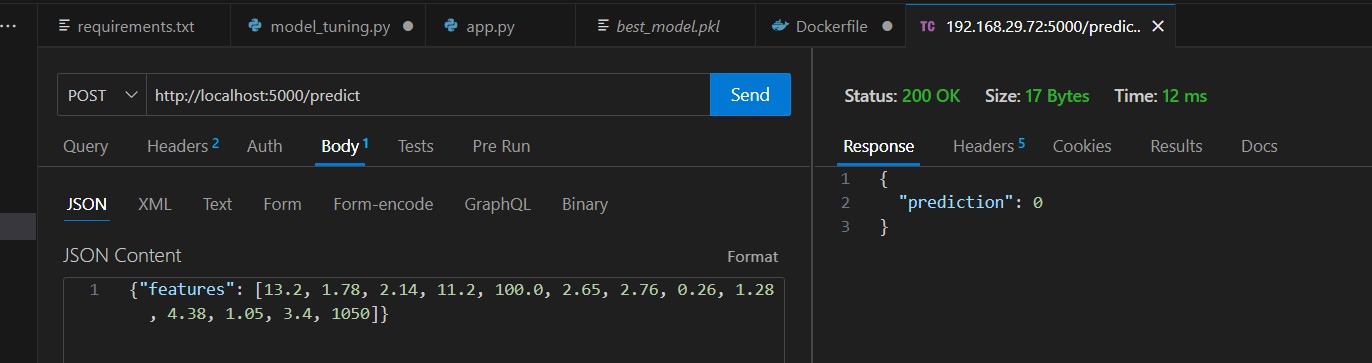 ... requirements.txt model_tuning.py app.py best_model.pkl Dockerfile TC 192.168.29.72:5000/predic..
POST http://localhost:5000/predict Send
Status: 200 OK Size: 17 Bytes Time: 12 ms
Query Headers 2 Auth Body 1 Tests Pre Run
Response Headers 5 Cookies Results Docs
JSON XML Text Form Form-encode GraphQL Binary
JSON Content Format
1 {"features": [13.2, 1.78, 2.14, 11.2, 100.0, 2.65, 2.76, 0.26, 1.28
, 4.38, 1.05, 3.4, 1050]}
1 {
2 "prediction": 0
3 }